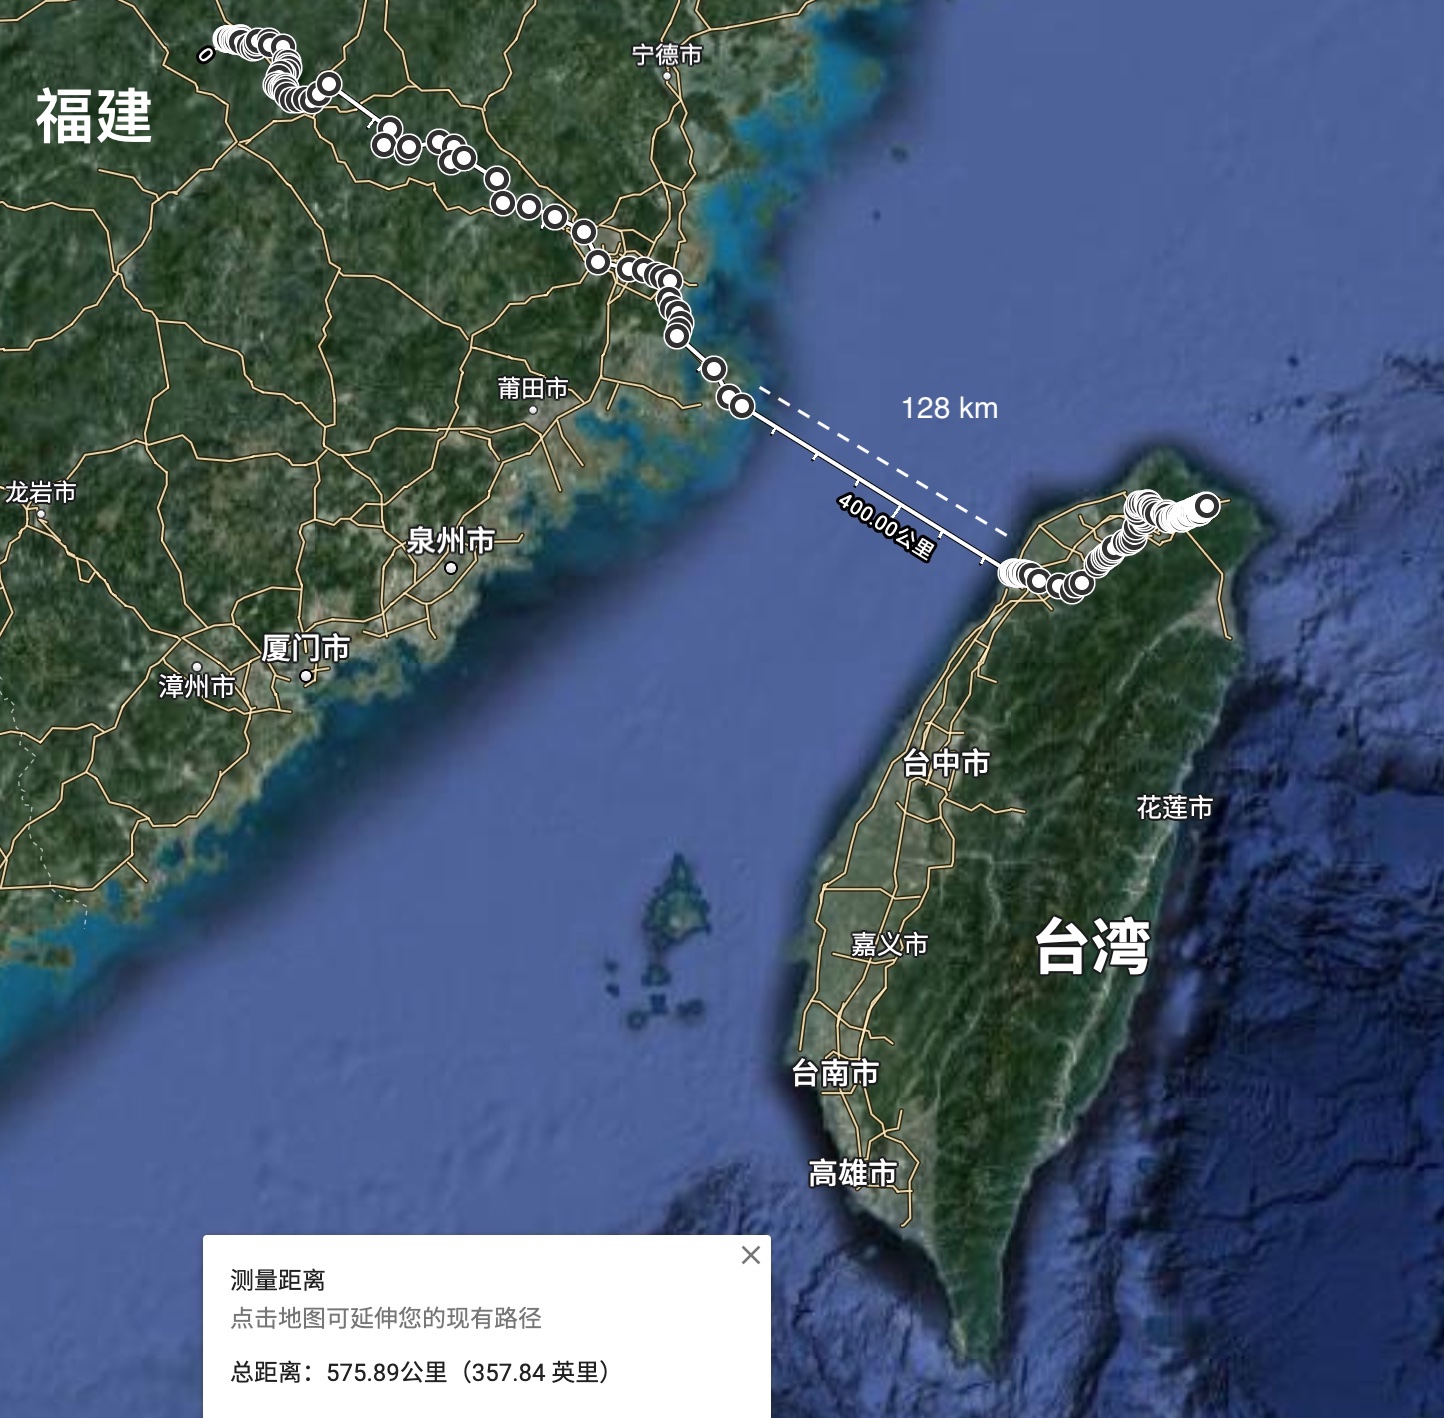 宁德市
0
福建
莆田市
128 km
龙岩市
400.00公里
泉州市
厦门市
漳州市
台中市
花莲市
嘉义市
台湾
台南市
高雄市
测量距离
点击地图可延伸您的现有路径
总距离：575.89公里（357.84 英里）